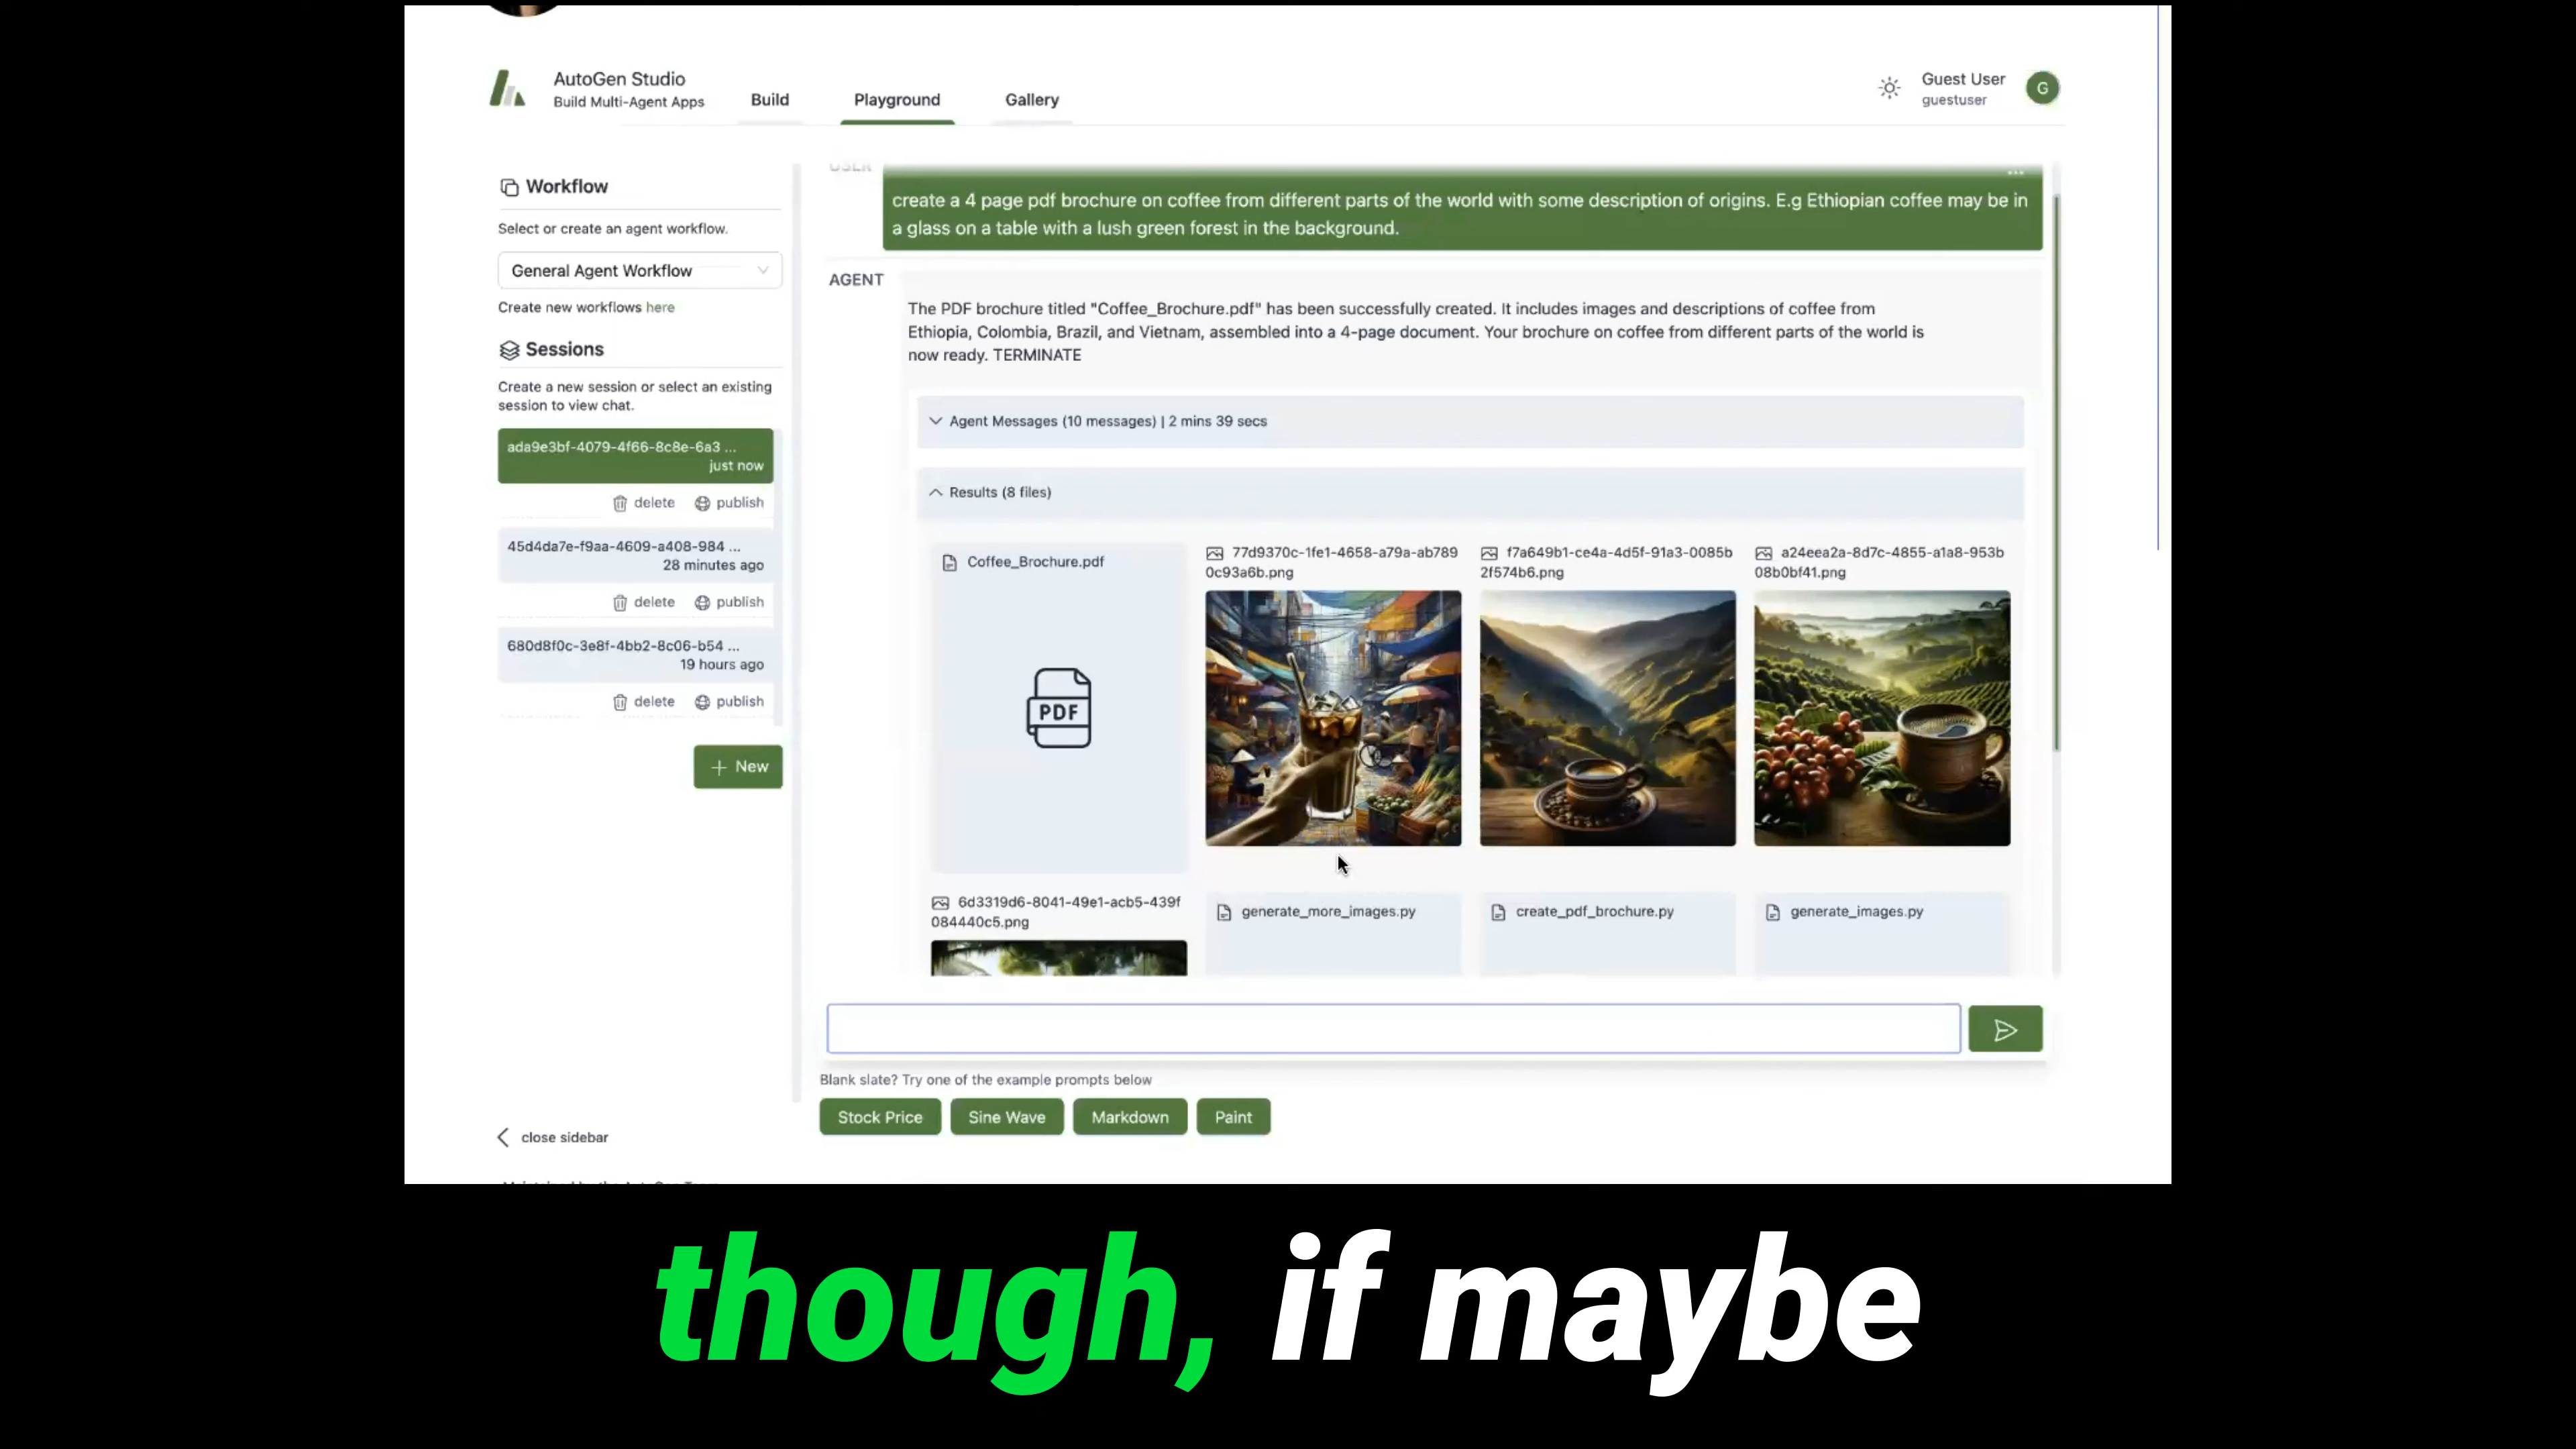 AutoGen Studio
Build Multi-Agent Apps
Build
Playground
Gallery
Guest User
guestuser
G
Workflow
Select or create an agent workflow.
General Agent Workflow
Create new workflows here
Sessions
Create a new session or select an existing
session to view chat.
ada9e3bf-4079-4f66-8c8e-6a3 ...
just now
delete
publish
45d4da7e-f9aa-4609-a408-984 ...
28 minutes ago
delete
publish
680d8f0c-3e8f-4bb2-8c06-b54 ...
19 hours ago
delete
publish
+ New
close sidebar
USER
create a 4 page pdf brochure on coffee from different parts of the world with some description of origins. E.g Ethiopian coffee may be in
a glass on a table with a lush green forest in the background.
AGENT
The PDF brochure titled "Coffee_Brochure.pdf" has been successfully created. It includes images and descriptions of coffee from
Ethiopia, Colombia, Brazil, and Vietnam, assembled into a 4-page document. Your brochure on coffee from different parts of the world is
now ready. TERMINATE
Agent Messages (10 messages) | 2 mins 39 secs
Results (8 files)
Coffee_Brochure.pdf
PDF
77d9370c-1fe1-4658-a79a-ab789
0c93a6b.png
f7a649b1-ce4a-4d5f-91a3-0085b
2f574b6.png
a24eea2a-8d7c-4855-a1a8-953b
08b0bf41.png
6d3319d6-8041-49e1-acb5-439f
084440c5.png
generate_more_images.py
create_pdf_brochure.py
generate_images.py
Blank slate? Try one of the example prompts below
Stock Price
Sine Wave
Markdown
Paint
though, if maybe